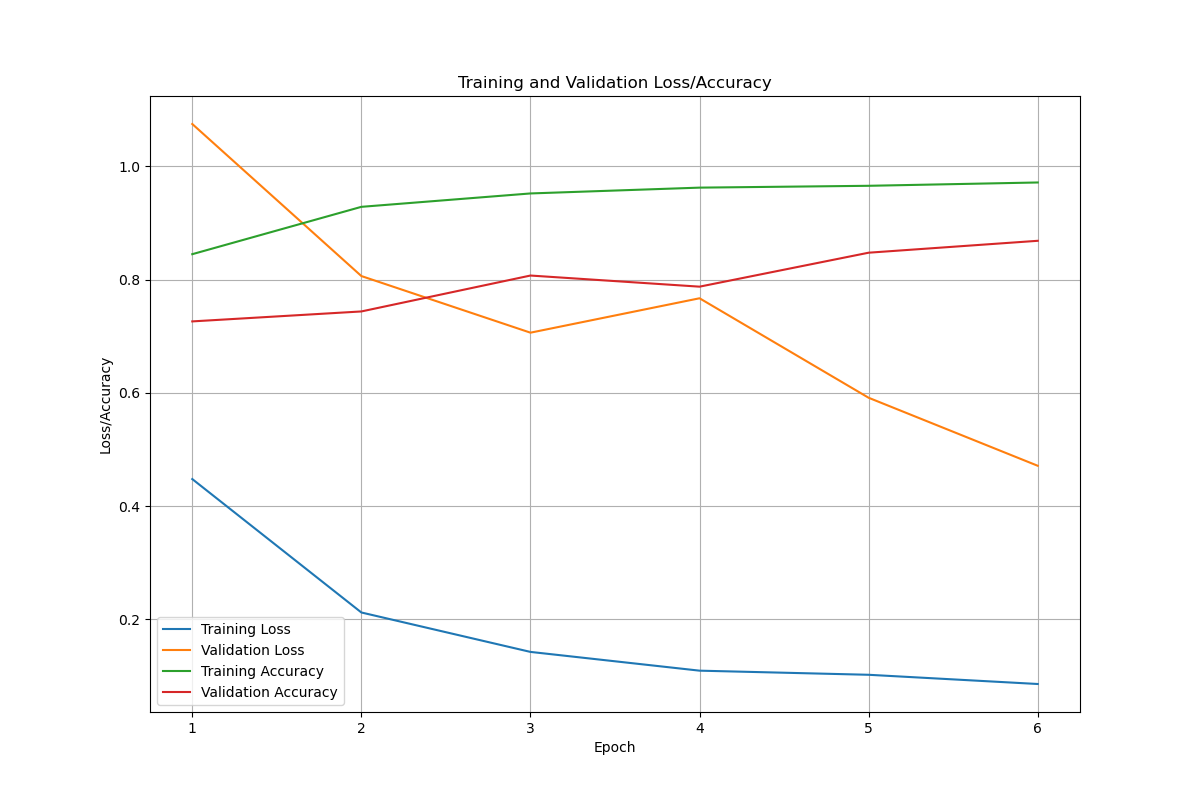 Training and Validation Loss/Accuracy
Loss/Accuracy
1.0
0.8
0.6
0.4
0.2
Training Loss
Validation Loss
Training Accuracy
Validation Accuracy
1 2 3 4 5 6
Epoch